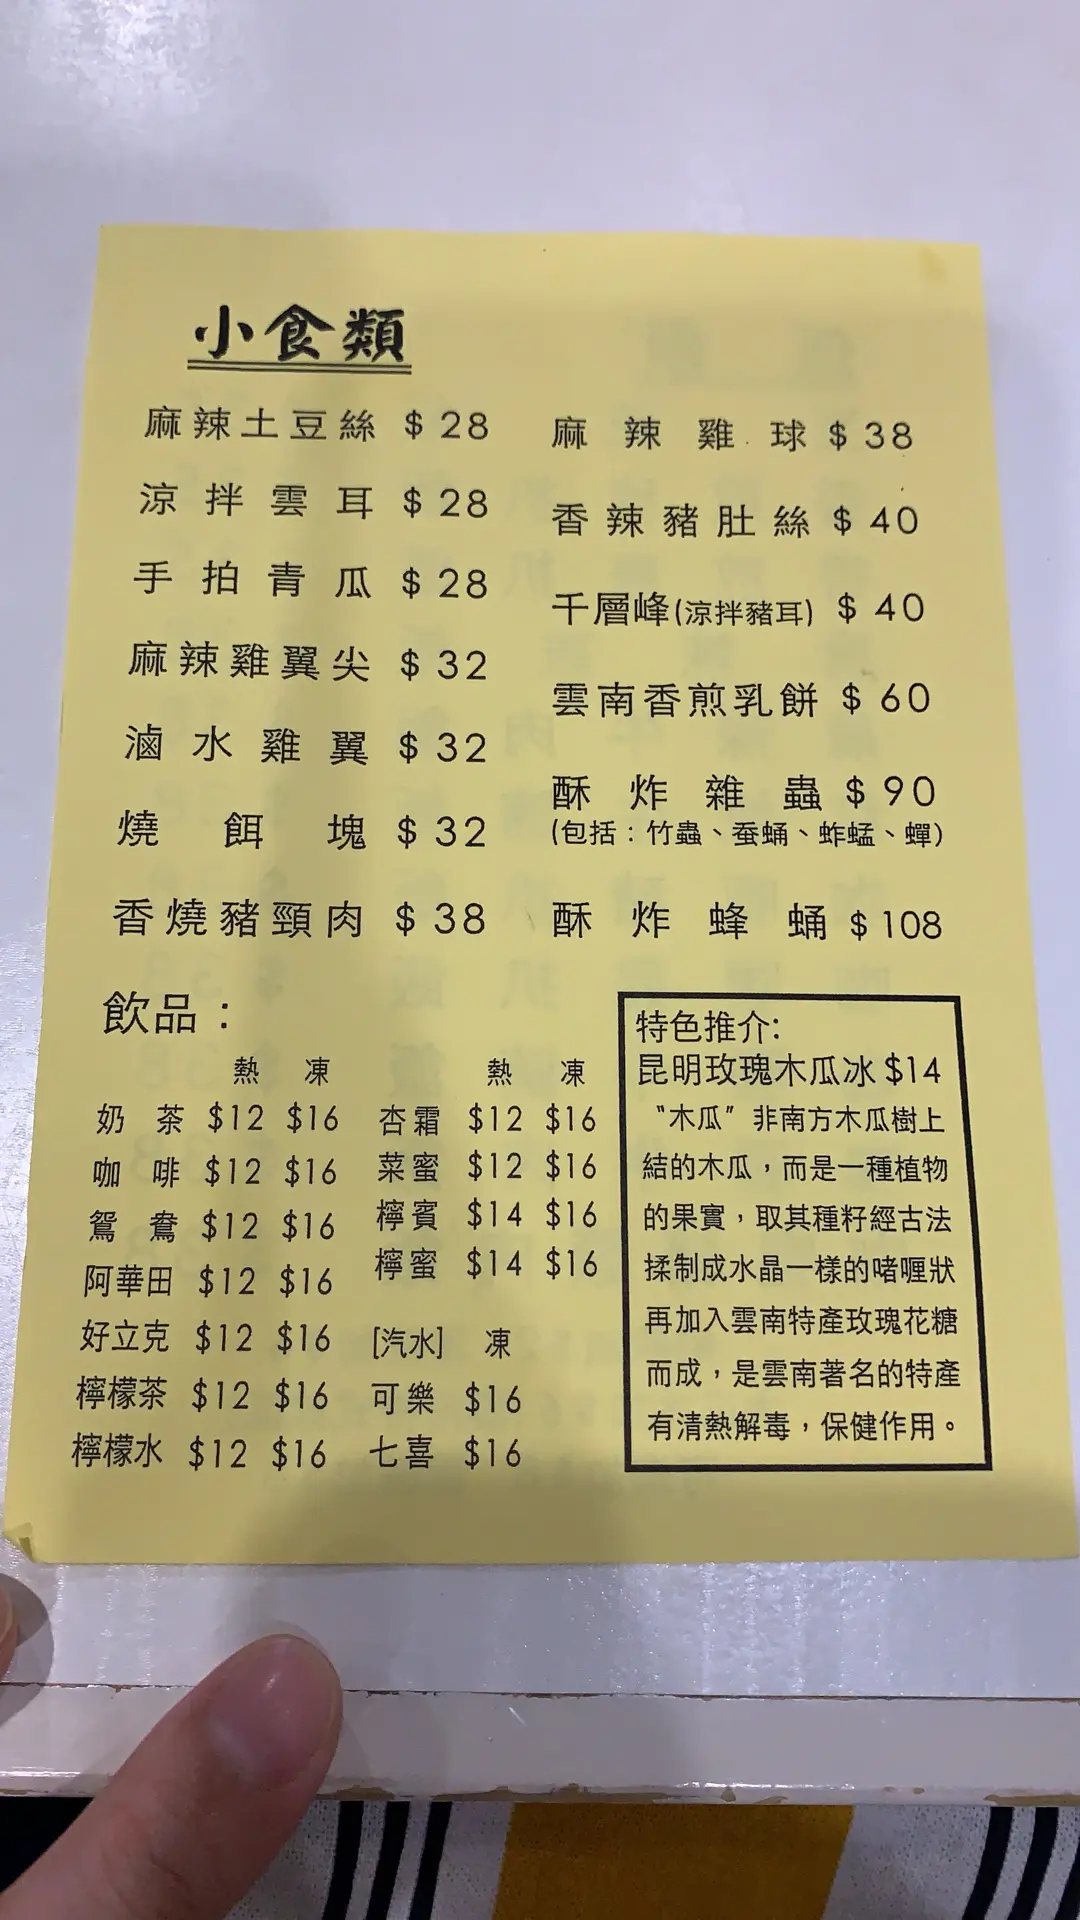 小食類
麻辣土豆絲 $28
涼拌雲耳 $28
手拍青瓜 $28
麻辣雞翼尖 $32
滷水雞翼 $32
燒餌塊 $32
香燒豬頸肉 $38
麻辣雞球 $38
香辣豬肚絲 $40
千層峰(涼拌豬耳) $40
雲南香煎乳餅 $60
酥炸雜蟲 $90
(包括：竹蟲、蚕蛹、蚱蜢、蟬)
酥炸蜂蛹 $108
飲品：
熱 凍
奶茶 $12 $16
咖啡 $12 $16
鴛鴦 $12 $16
阿華田 $12 $16
好立克 $12 $16
檸檬茶 $12 $16
檸檬水 $12 $16
熱 凍
杏霜 $12 $16
菜蜜 $12 $16
檸賓 $14 $16
檸蜜 $14 $16
[汽水] 凍
可樂 $16
七喜 $16
特色推介:
昆明玫瑰木瓜冰 $14
“木瓜”非南方木瓜樹上
結的木瓜，而是一種植物
的果實，取其種籽經古法
揉制成水晶一樣的啫喱狀
再加入雲南特產玫瑰花糖
而成，是雲南著名的特產
有清熱解毒，保健作用。